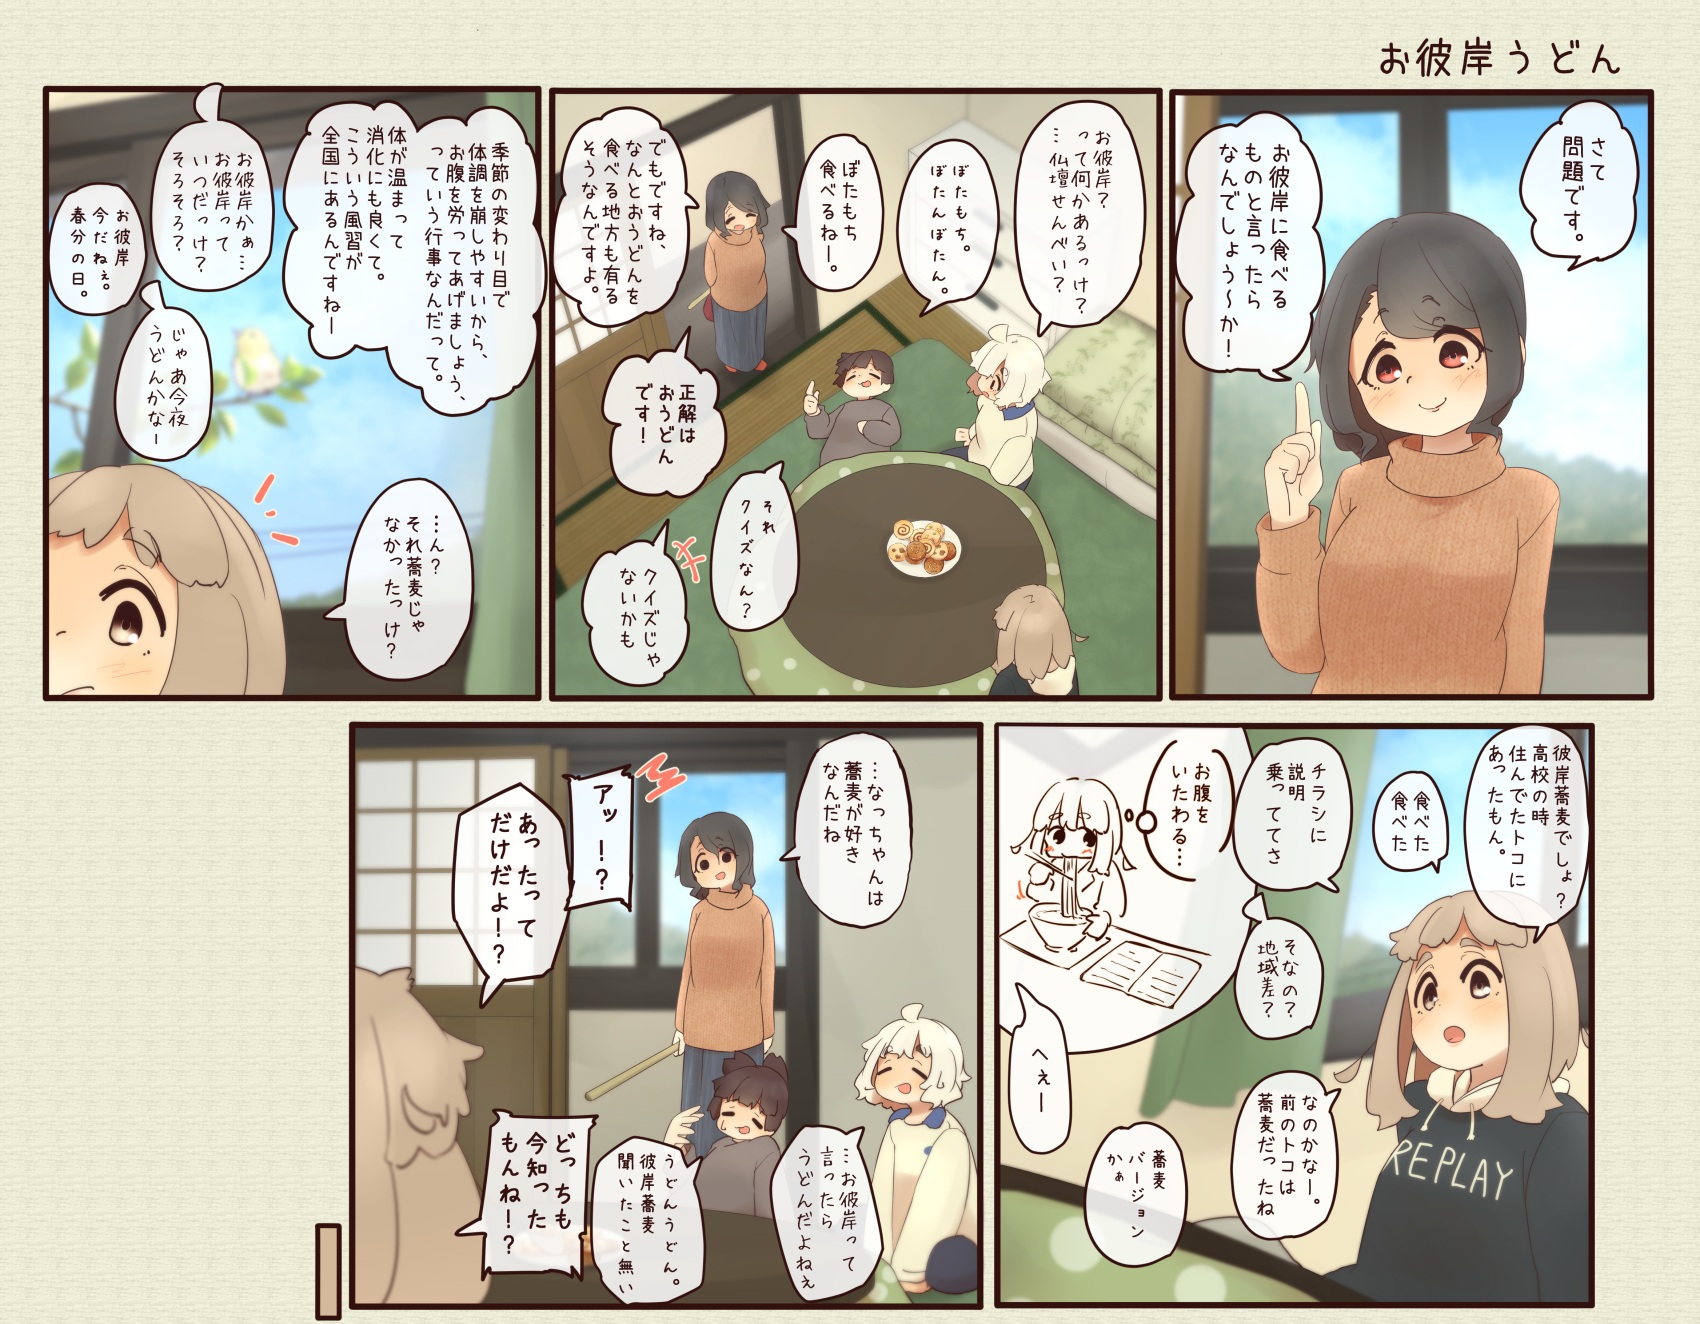 お彼岸うどん
さて
問題です。
お彼岸に食べる
ものと言ったら
なんでしょう～か！
お彼岸？
って何かあるっけ？
…仏壇せんべい？
ぼたもち。
ぼたんぼたん。
ぼたもち
食べるねー。
でもですね、
なんとおうどんを
食べる地方も有る
そうなんですよ。
正解は
おうどん
です！
それ
クイズなん？
クイズじゃ
ないかも
季節の変わり目で
体調を崩しやすいから、
お腹を労ってあげましょう、
っていう行事なんだって。
体が温まって
消化にも良くて。
こういう風習が
全国にあるんですねー
お彼岸かぁ…
お彼岸って
いつだっけ？
そろそろ？
お彼岸
今だねぇ。
春分の日。
じゃあ今夜
うどんかなー
…ん？
それ蕎麦じゃ
なかったっけ？
彼岸蕎麦でしょ？
高校の時
住んでたトコに
あったもん。
食べた
食べた
チラシに
説明
乗っててさ
お腹を
いたわる…
そなの？
地域差？
へぇー
なのかなー。
前のトコは
蕎麦だったね
REPLAY
蕎麦
バージョン
かぁ
…なっちゃんは
蕎麦が好き
なんだね
アッ！？
あったって
だけだよ！？
…お彼岸って
言ったら
うどんだよねぇ
うどんうどん。
彼岸蕎麦
聞いたこと無い
どっちも
今知った
もんね！？